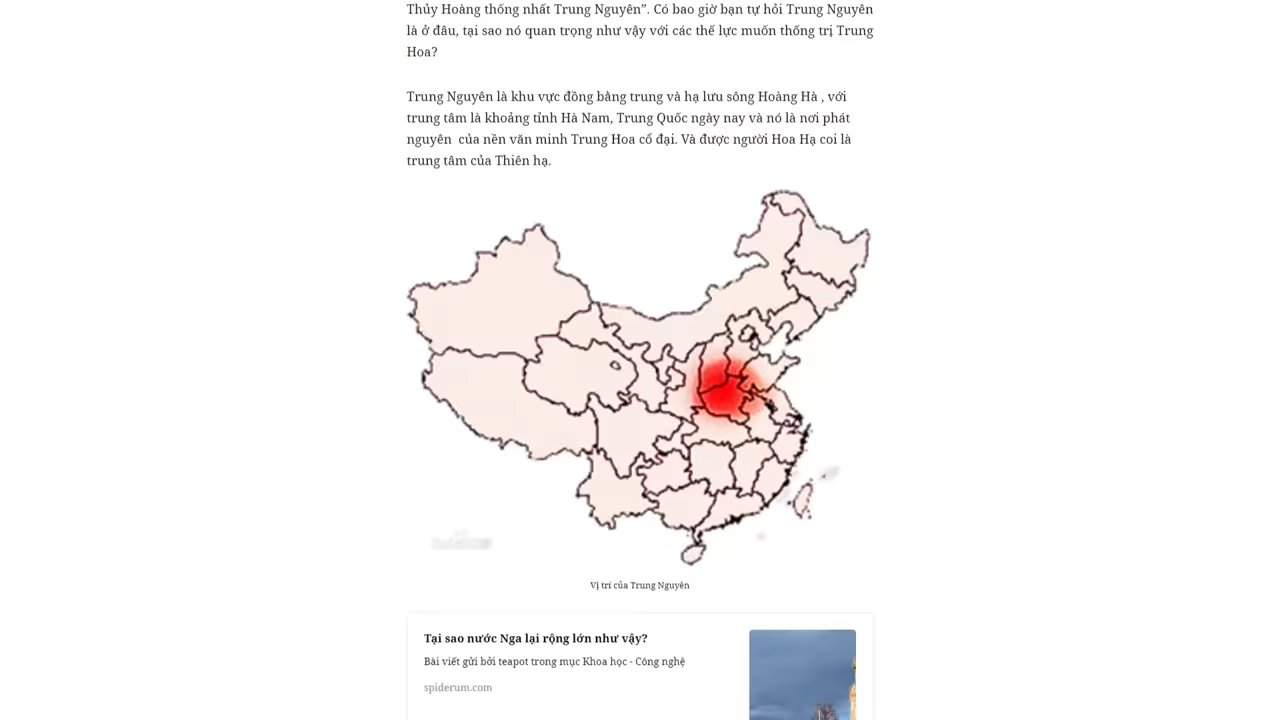 Thủy Hoàng thống nhất Trung Nguyên”. Có bao giờ bạn tự hỏi Trung Nguyên
là ở đâu, tại sao nó quan trọng như vậy với các thế lực muốn thống trị Trung
Hoa?
Trung Nguyên là khu vực đồng bằng trung và hạ lưu sông Hoàng Hà , với
trung tâm là khoảng tỉnh Hà Nam, Trung Quốc ngày nay và nó là nơi phát
nguyên  của nền văn minh Trung Hoa cổ đại. Và được người Hoa Hạ coi là
trung tâm của Thiên hạ.
Vị trí của Trung Nguyên
Tại sao nước Nga lại rộng lớn như vậy?
Bài viết gửi bởi teapot trong mục Khoa học - Công nghệ
spiderum.com